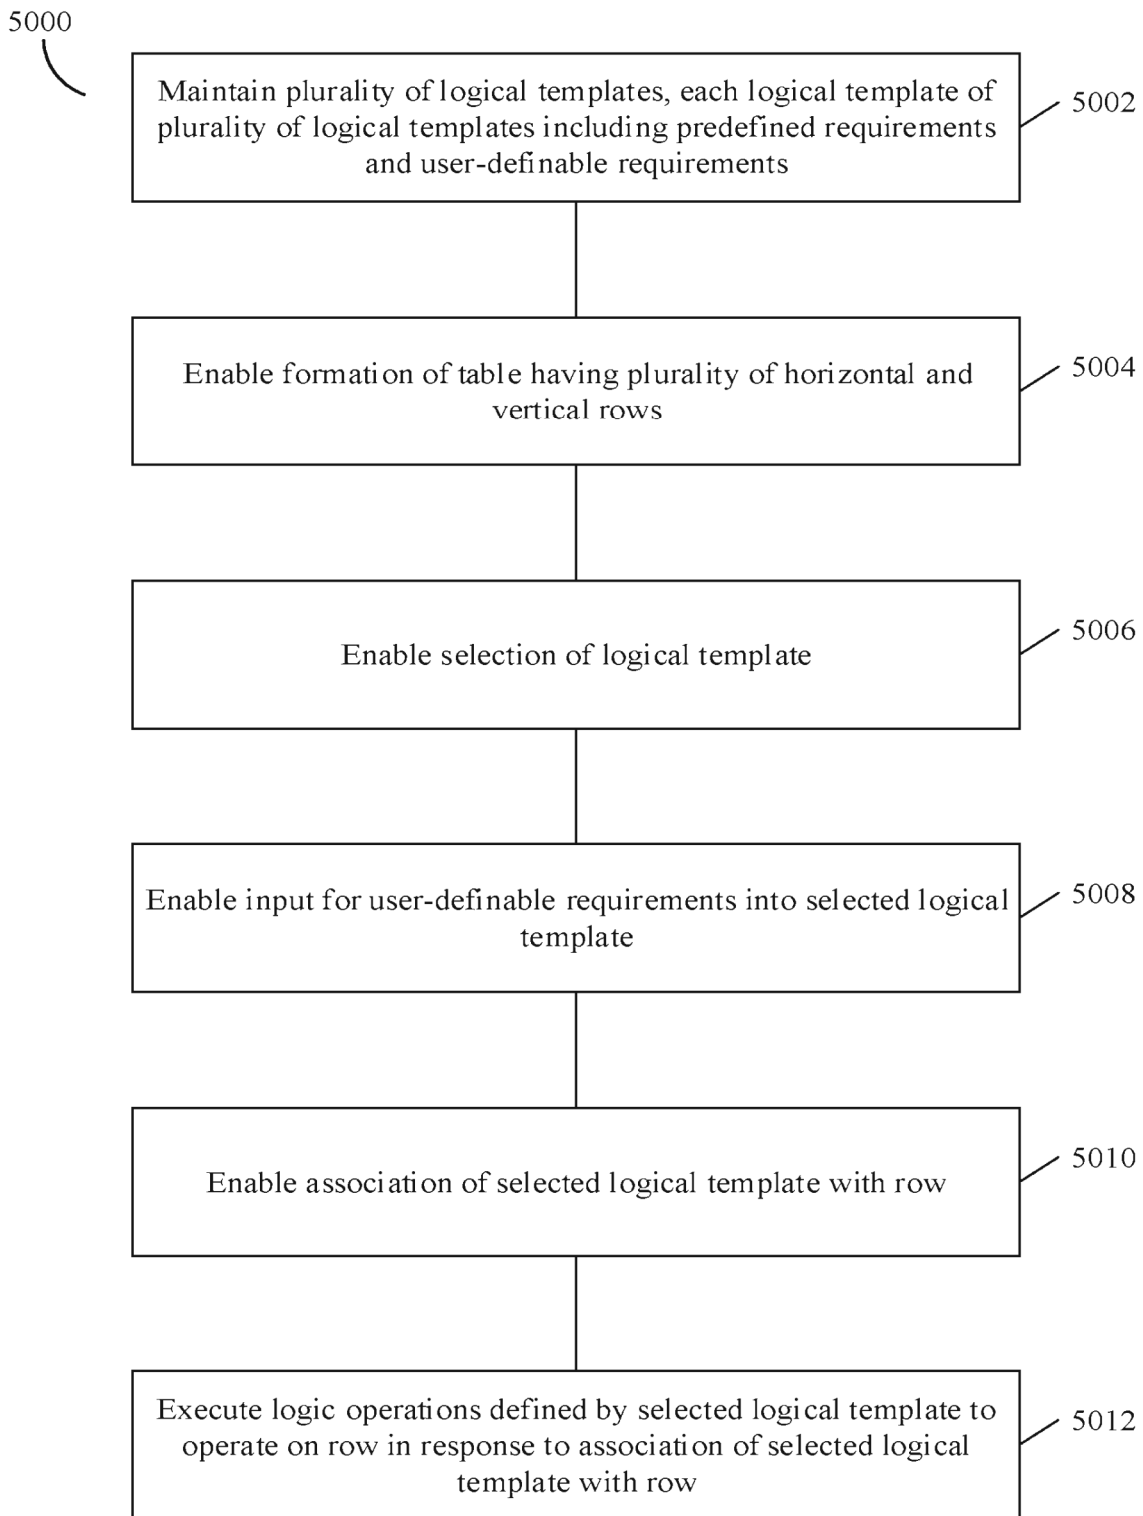 5000
Maintain plurality of logical templates, each logical template of
plurality of logical templates including predefined requirements
and user-definable requirements
5002
Enable formation of table having plurality of horizontal and
vertical rows
5004
Enable selection of logical template
5006
Enable input for user-definable requirements into selected logical
template
5008
Enable association of selected logical template with row
5010
Execute logic operations defined by selected logical template to
operate on row in response to association of selected logical
template with row
5012